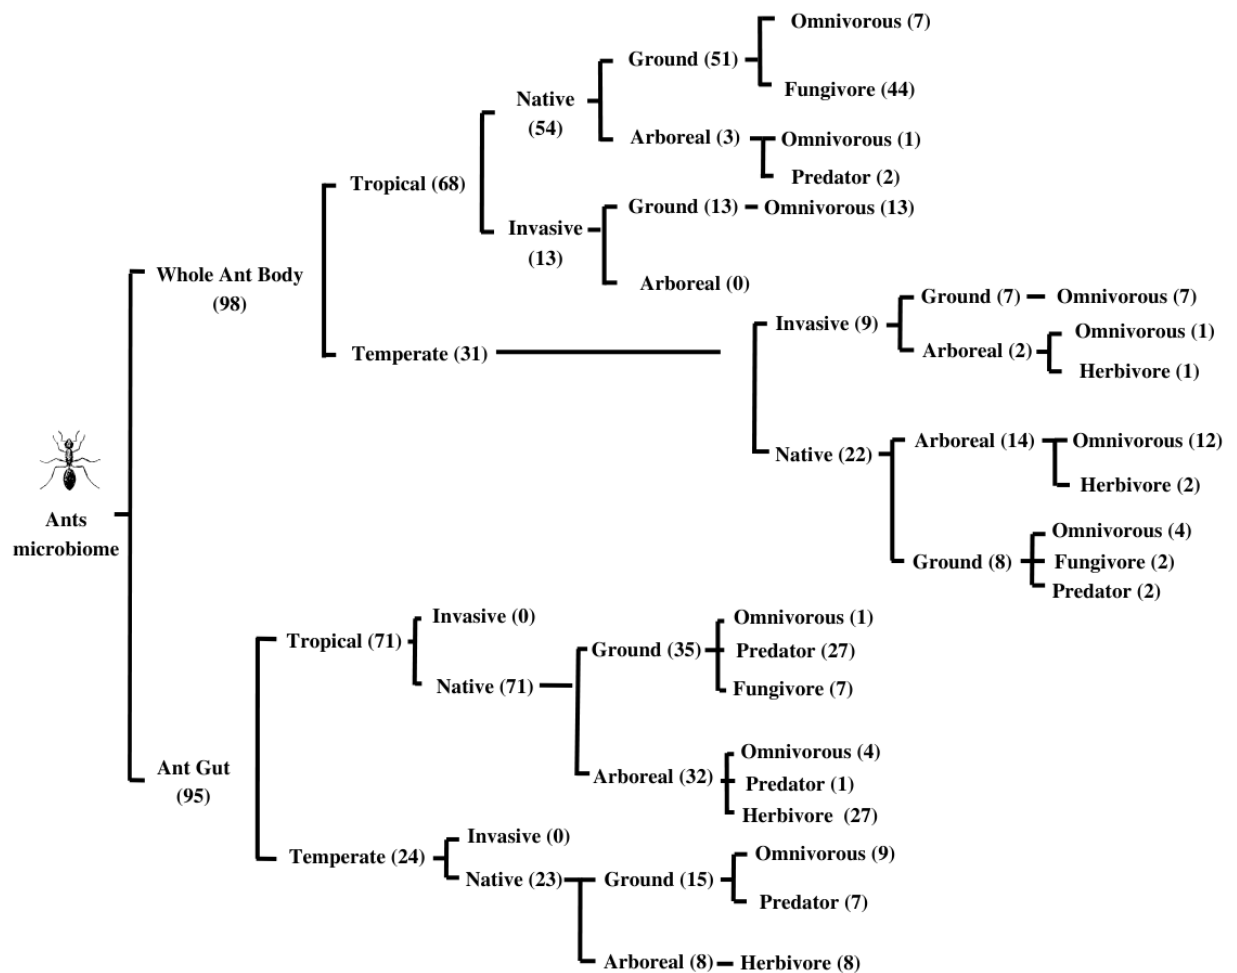 Ants
microbiome
Whole Ant Body
(98)
Tropical (68)
Native
(54)
Ground (51)
Omnivorous (7)
Fungivore (44)
Arboreal (3)
Omnivorous (1)
Predator (2)
Invasive
(13)
Ground (13)
Omnivorous (13)
Arboreal (0)
Temperate (31)
Invasive (9)
Ground (7)
Omnivorous (7)
Arboreal (2)
Omnivorous (1)
Herbivore (1)
Native (22)
Arboreal (14)
Omnivorous (12)
Herbivore (2)
Ground (8)
Omnivorous (4)
Fungivore (2)
Predator (2)
Ant Gut
(95)
Tropical (71)
Invasive (0)
Native (71)
Ground (35)
Omnivorous (1)
Predator (27)
Fungivore (7)
Arboreal (32)
Omnivorous (4)
Predator (1)
Herbivore (27)
Temperate (24)
Invasive (0)
Native (23)
Ground (15)
Omnivorous (9)
Predator (7)
Arboreal (8)
Herbivore (8)